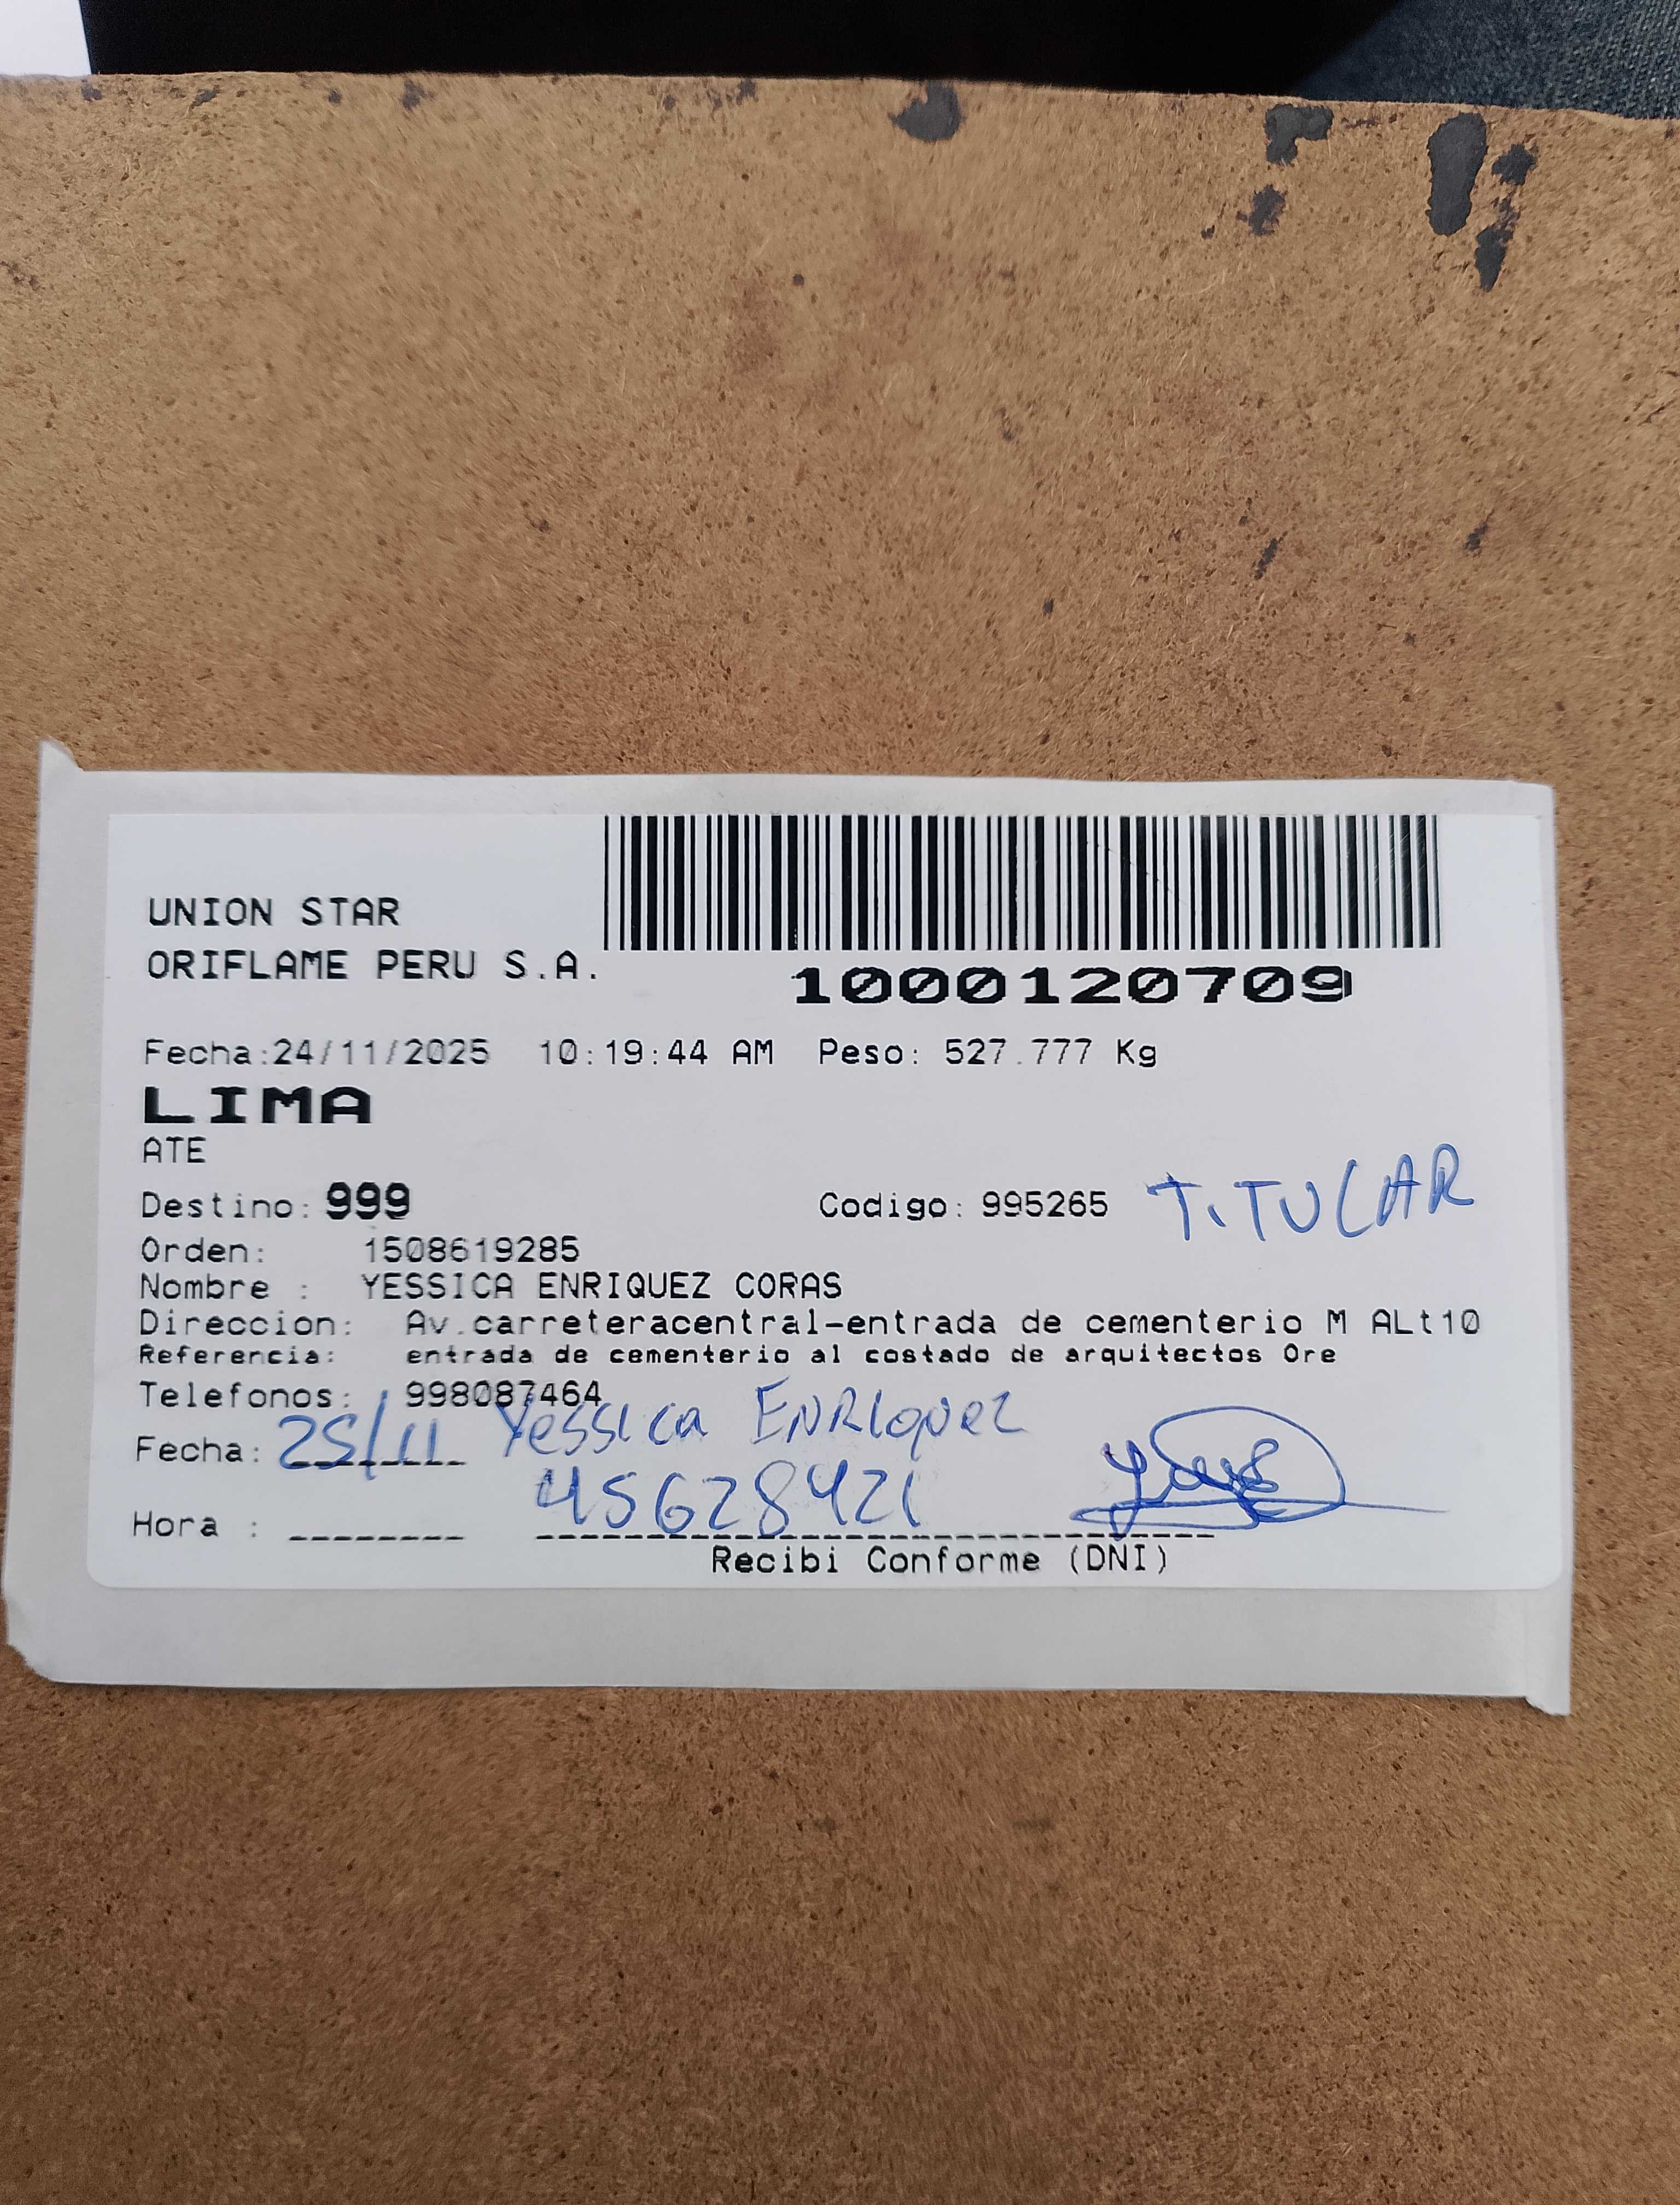 UNION STAR
ORIFLAME PERU S.A.
1000120709
Fecha:24/11/2025 10:19:44 AM Peso: 527.777 Kg
LIMA
ATE
Destino: 999 Codigo: 995265 TITULAR
Orden: 1508619285
Nombre : YESSICA ENRIQUEZ CORAS
Direccion: Av.carreteracentral-entrada de cementerio M ALt10
Referencia: entrada de cementerio al costado de arquitectos Ore
Telefonos: 998087464
Fecha: 25/11 Yessica ENRIQUEZ
45628421
Hora :
Recibi Conforme (DNI)